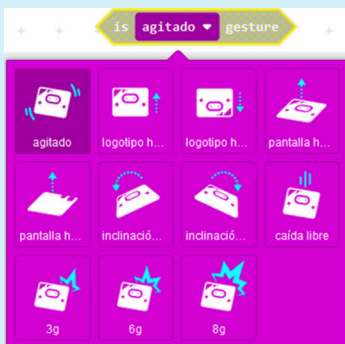 is agitado gesture
agitado logotipo h... logotipo h... pantalla h...
pantalla h... inclinació... inclinació... caída libre
3g 6g 8g